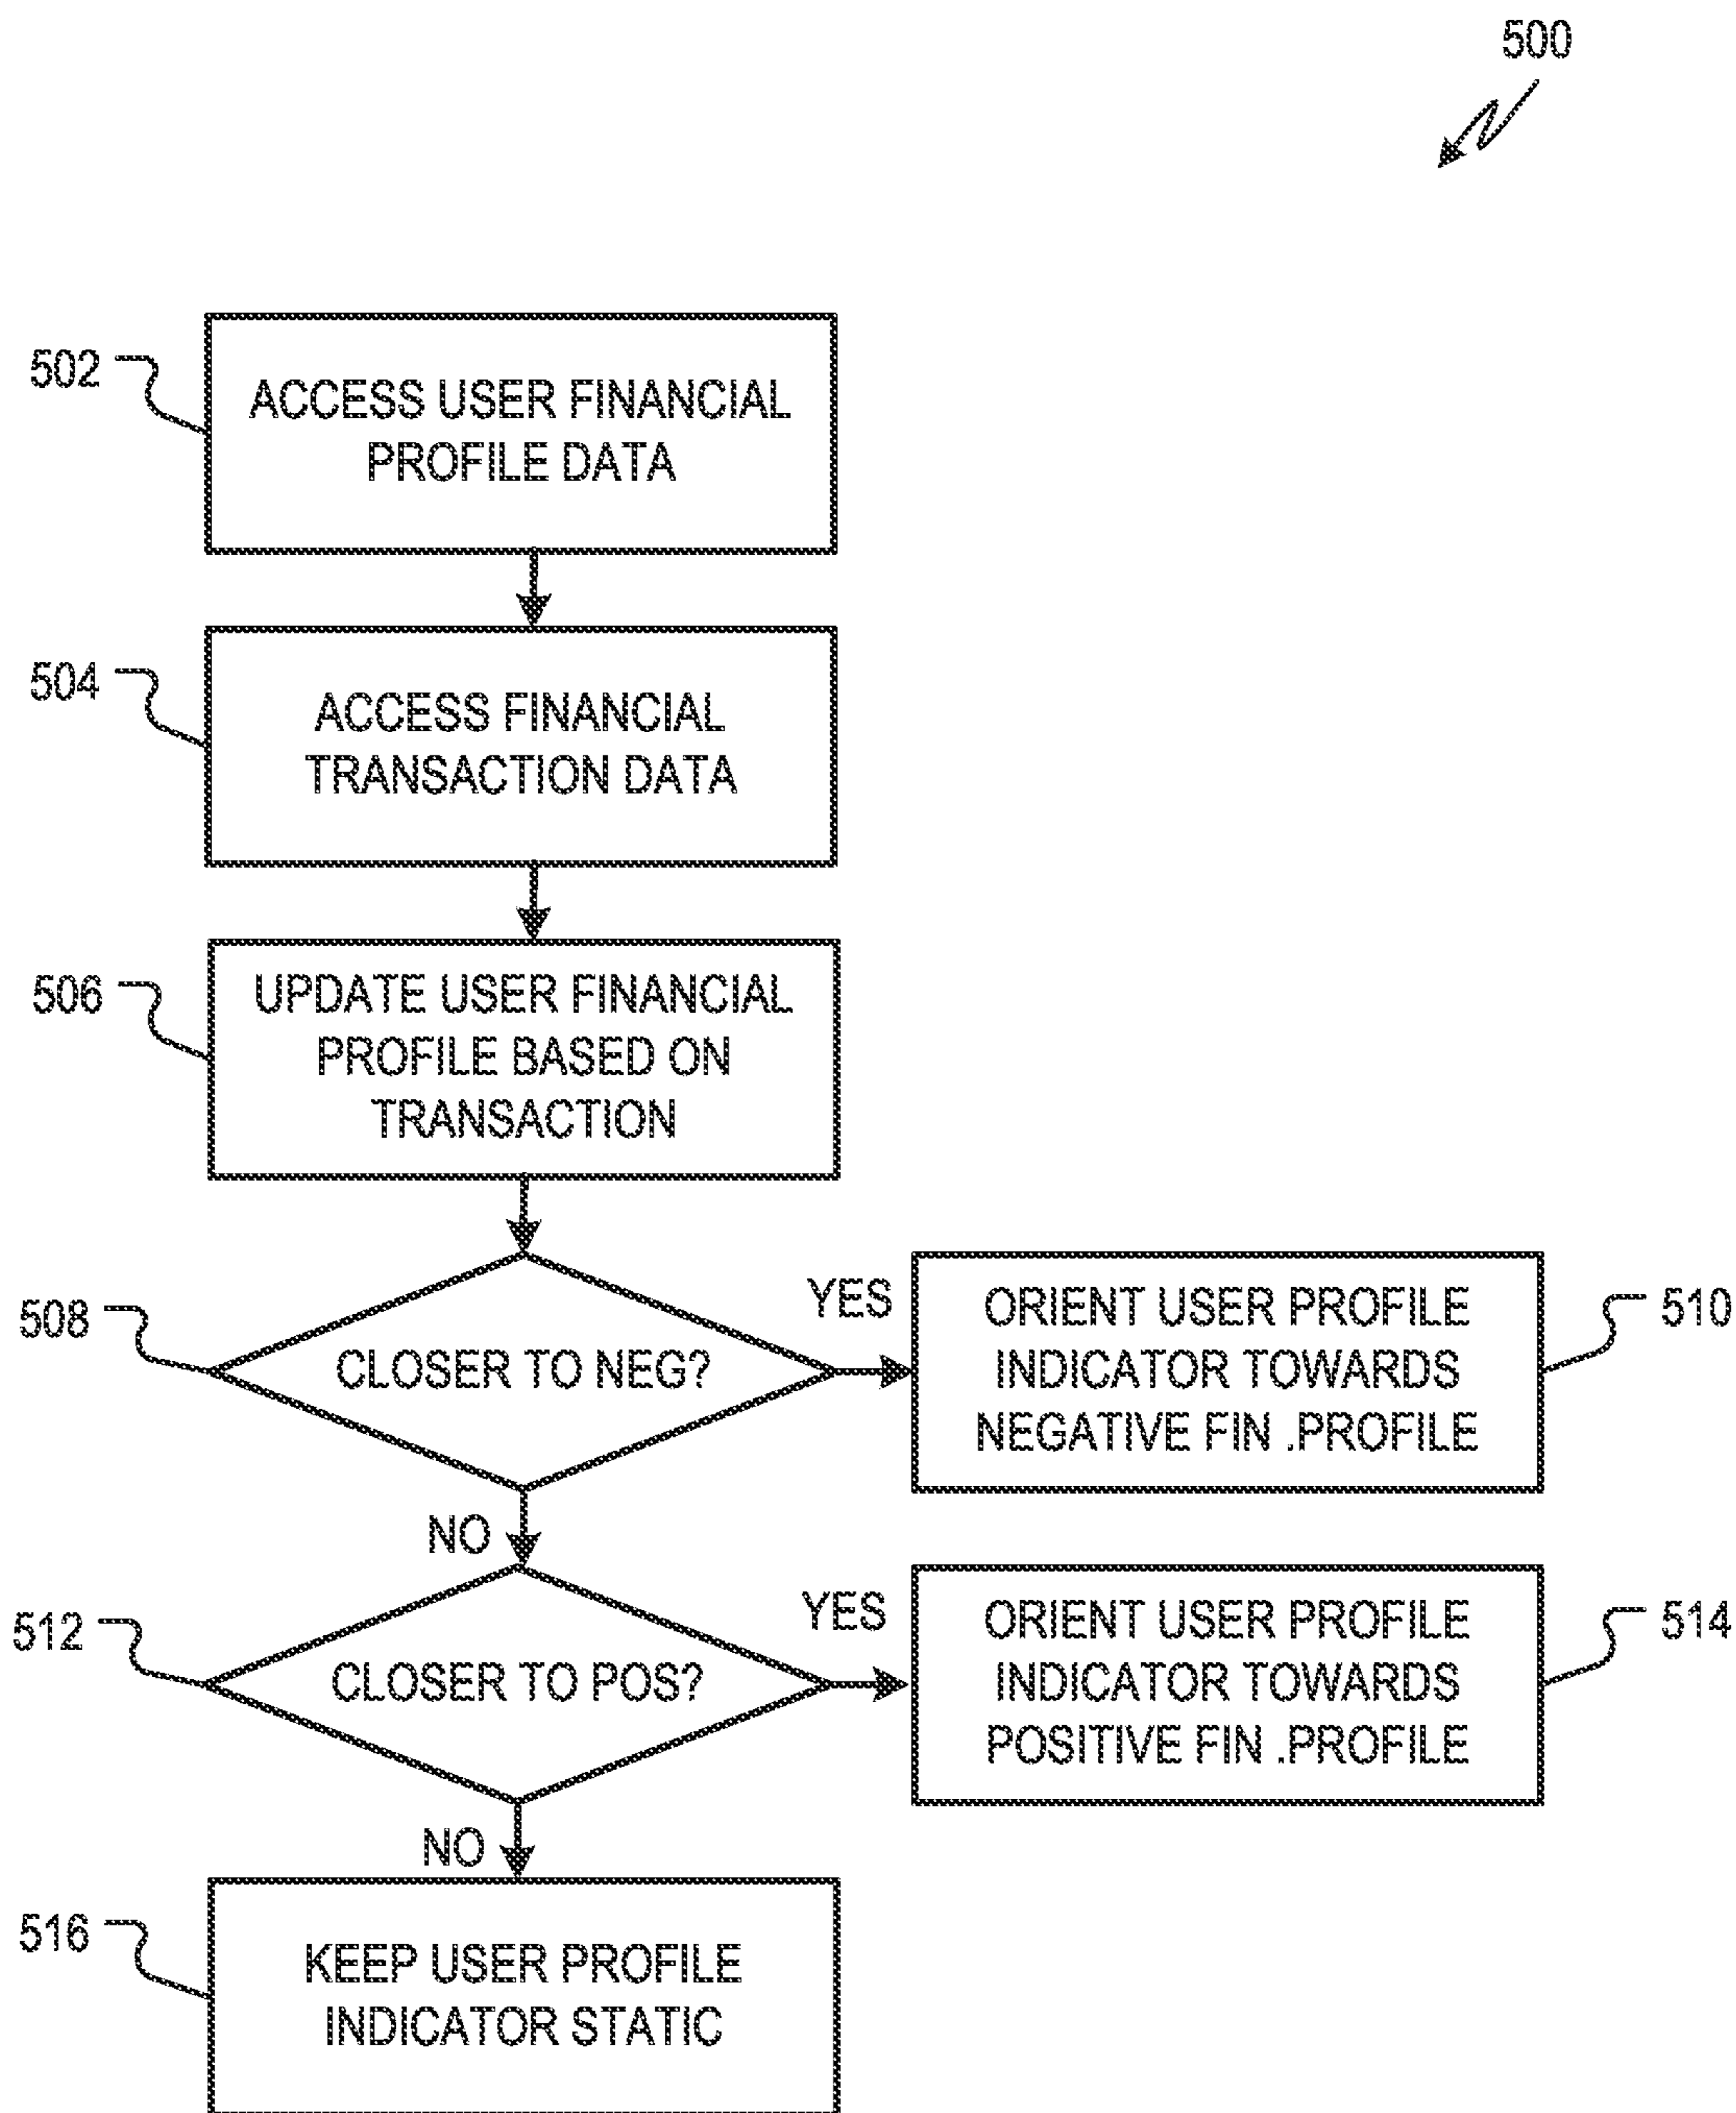 500
502
ACCESS USER FINANCIAL
PROFILE DATA
504
ACCESS FINANCIAL
TRANSACTION DATA
506
UPDATE USER FINANCIAL
PROFILE BASED ON
TRANSACTION
508
CLOSER TO NEG?
YES
ORIENT USER PROFILE
INDICATOR TOWARDS
NEGATIVE FIN .PROFILE
510
NO
512
CLOSER TO POS?
YES
ORIENT USER PROFILE
INDICATOR TOWARDS
POSITIVE FIN .PROFILE
514
NO
516
KEEP USER PROFILE
INDICATOR STATIC